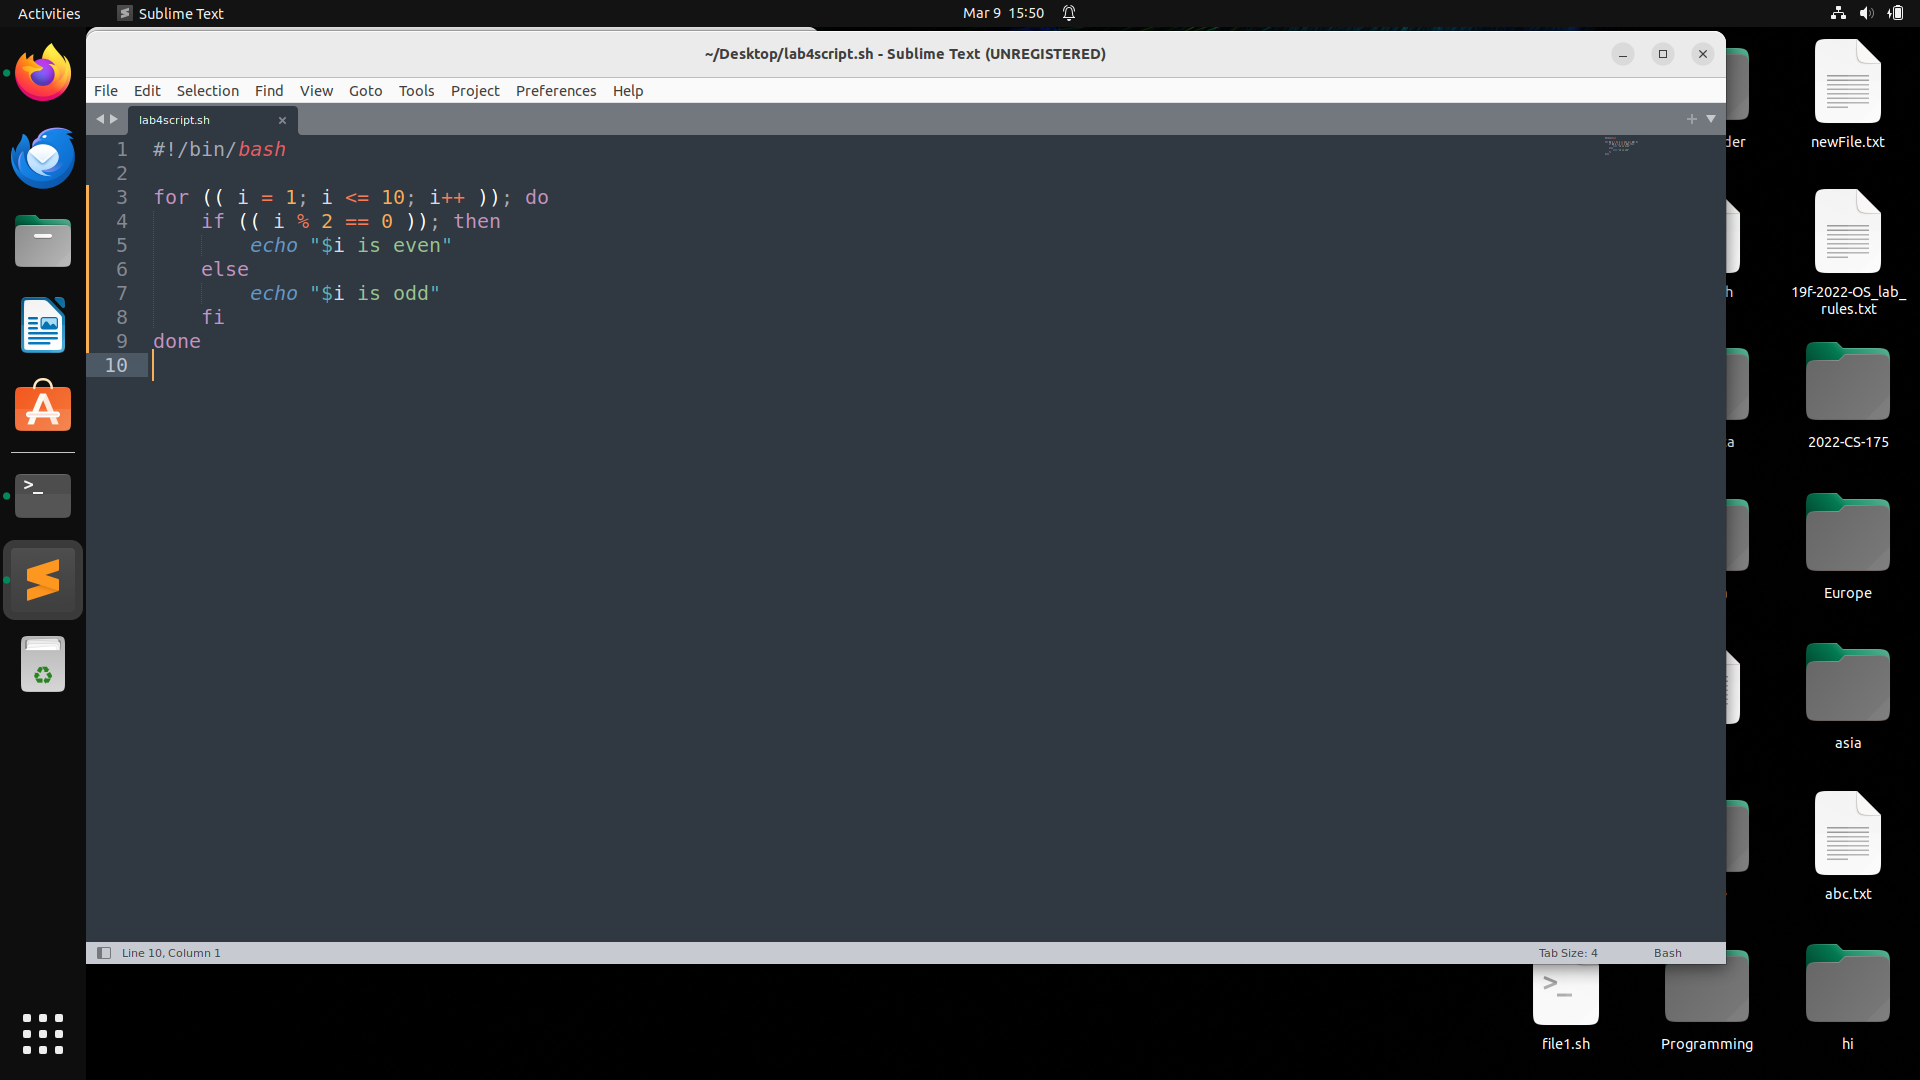 Activities
Sublime Text
Mar 9 15:50
~/Desktop/lab4script.sh - Sublime Text (UNREGISTERED)
File Edit Selection Find View Goto Tools Project Preferences Help
lab4script.sh
1 #!/bin/bash
2
3 for (( i = 1; i <= 10; i++ )); do
4 if (( i % 2 == 0 )); then
5 echo "$i is even"
6 else
7 echo "$i is odd"
8 fi
9 done
10
Line 10, Column 1
Tab Size: 4
Bash
der
newFile.txt
h
19f-2022-OS_lab_
rules.txt
a
2022-CS-175
Europe
asia
abc.txt
>_
file1.sh
Programming
hi